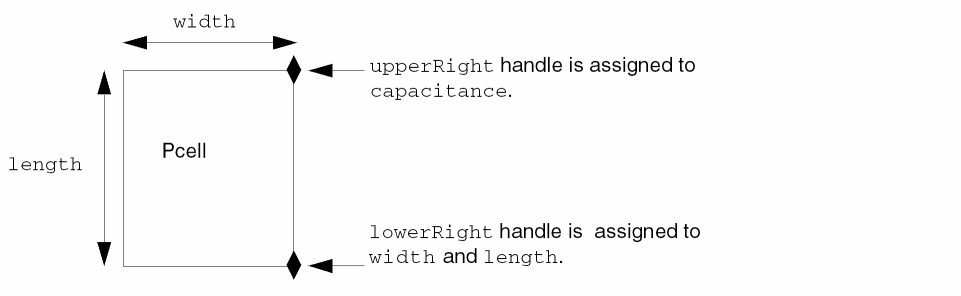 width
upperRight handle is assigned to
capacitance.
Pcell
length
lowerRight handle is assigned to
width and length.